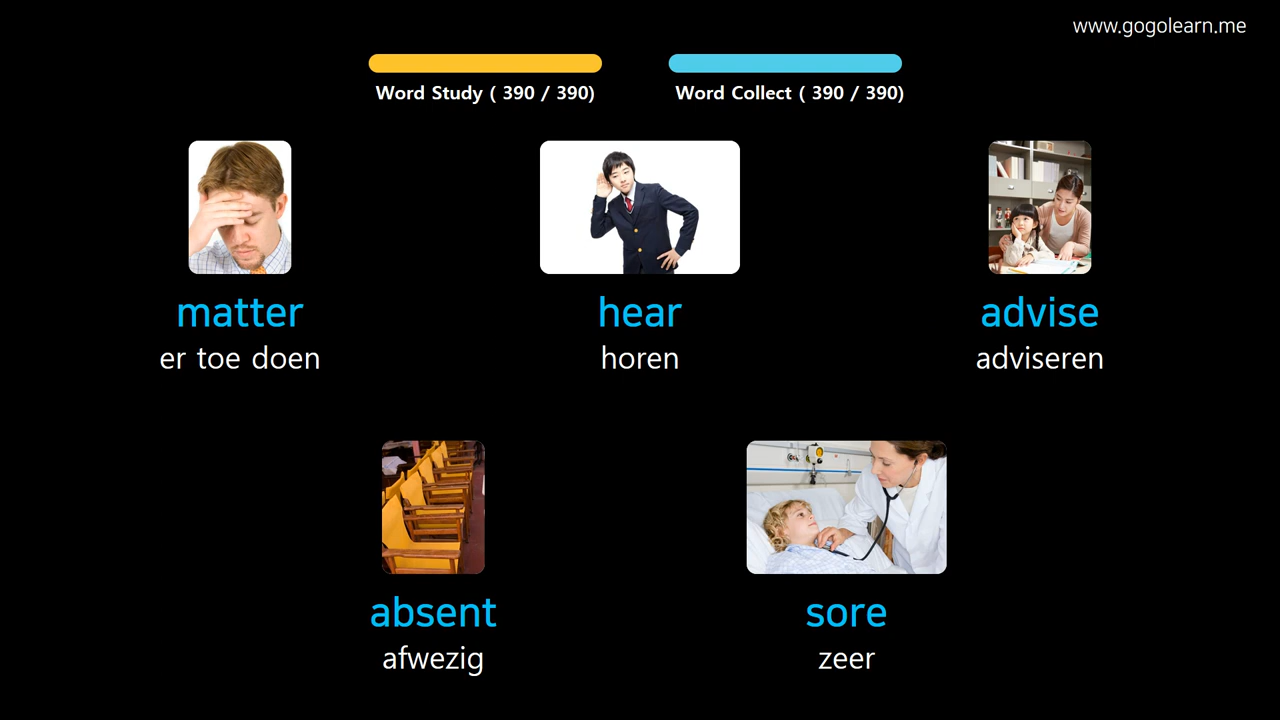 www.gogolearn.me
Word Study ( 390 / 390)
Word Collect ( 390 / 390)
matter
er toe doen
hear
horen
advise
adviseren
absent
afwezig
sore
zeer